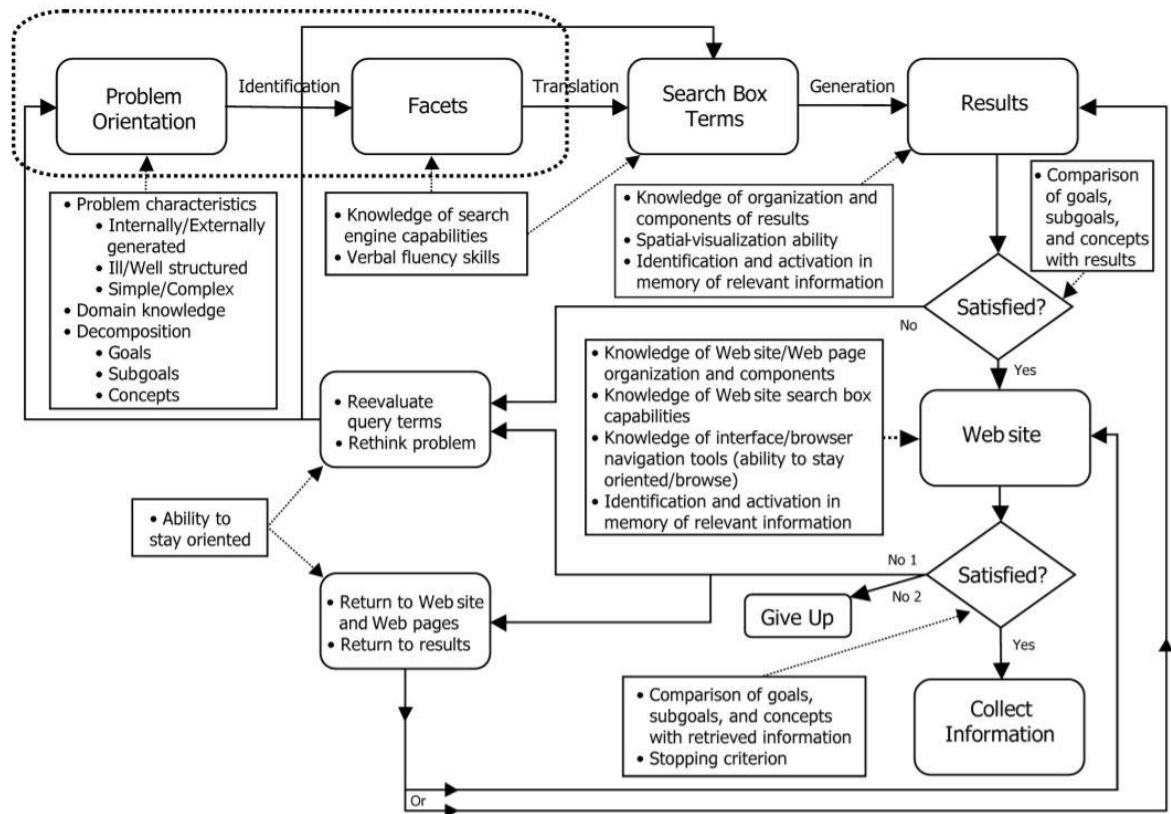 Problem
Orientation
Identification
Facets
Translation
Search Box
Terms
Generation
Results
• Problem characteristics
• Internally/Externally
generated
• Ill/Well structured
• Simple/Complex
• Domain knowledge
• Decomposition
• Goals
• Subgoals
• Concepts
• Knowledge of search
engine capabilities
• Verbal fluency skills
• Knowledge of organization and
components of results
• Spatial-visualization ability
• Identification and activation in
memory of relevant information
• Comparison
of goals,
subgoals,
and concepts
with results
Satisfied?
No
Yes
• Reevaluate
query terms
• Rethink problem
• Knowledge of Web site/Web page
organization and components
• Knowledge of Web site search box
capabilities
• Knowledge of interface/browser
navigation tools (ability to stay
oriented/browse)
• Identification and activation in
memory of relevant information
Web site
• Ability to
stay oriented
• Return to Web site
and Web pages
• Return to results
No 1
No 2
Satisfied?
Give Up
Yes
• Comparison of goals,
subgoals, and concepts
with retrieved information
• Stopping criterion
Collect
Information
Or